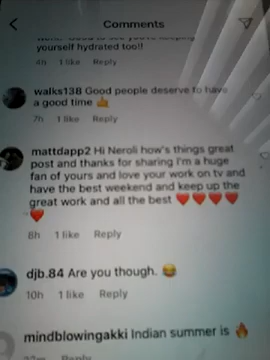 Comments
yourself hydrated too!!
4h 1 like Reply
walks138 Good people deserve to have
a good time 👍
7h 1 like Reply
mattdapp2 Hi Neroli how's things great
post and thanks for sharing I'm a huge
fan of yours and love your work on tv and
have the best weekend and keep up the
great work and all the best ❤️❤️❤️❤️
❤️
8h 1 like Reply
djb.84 Are you though. 😂
10h 1 like Reply
mindblowingakki Indian summer is 🔥
Reply